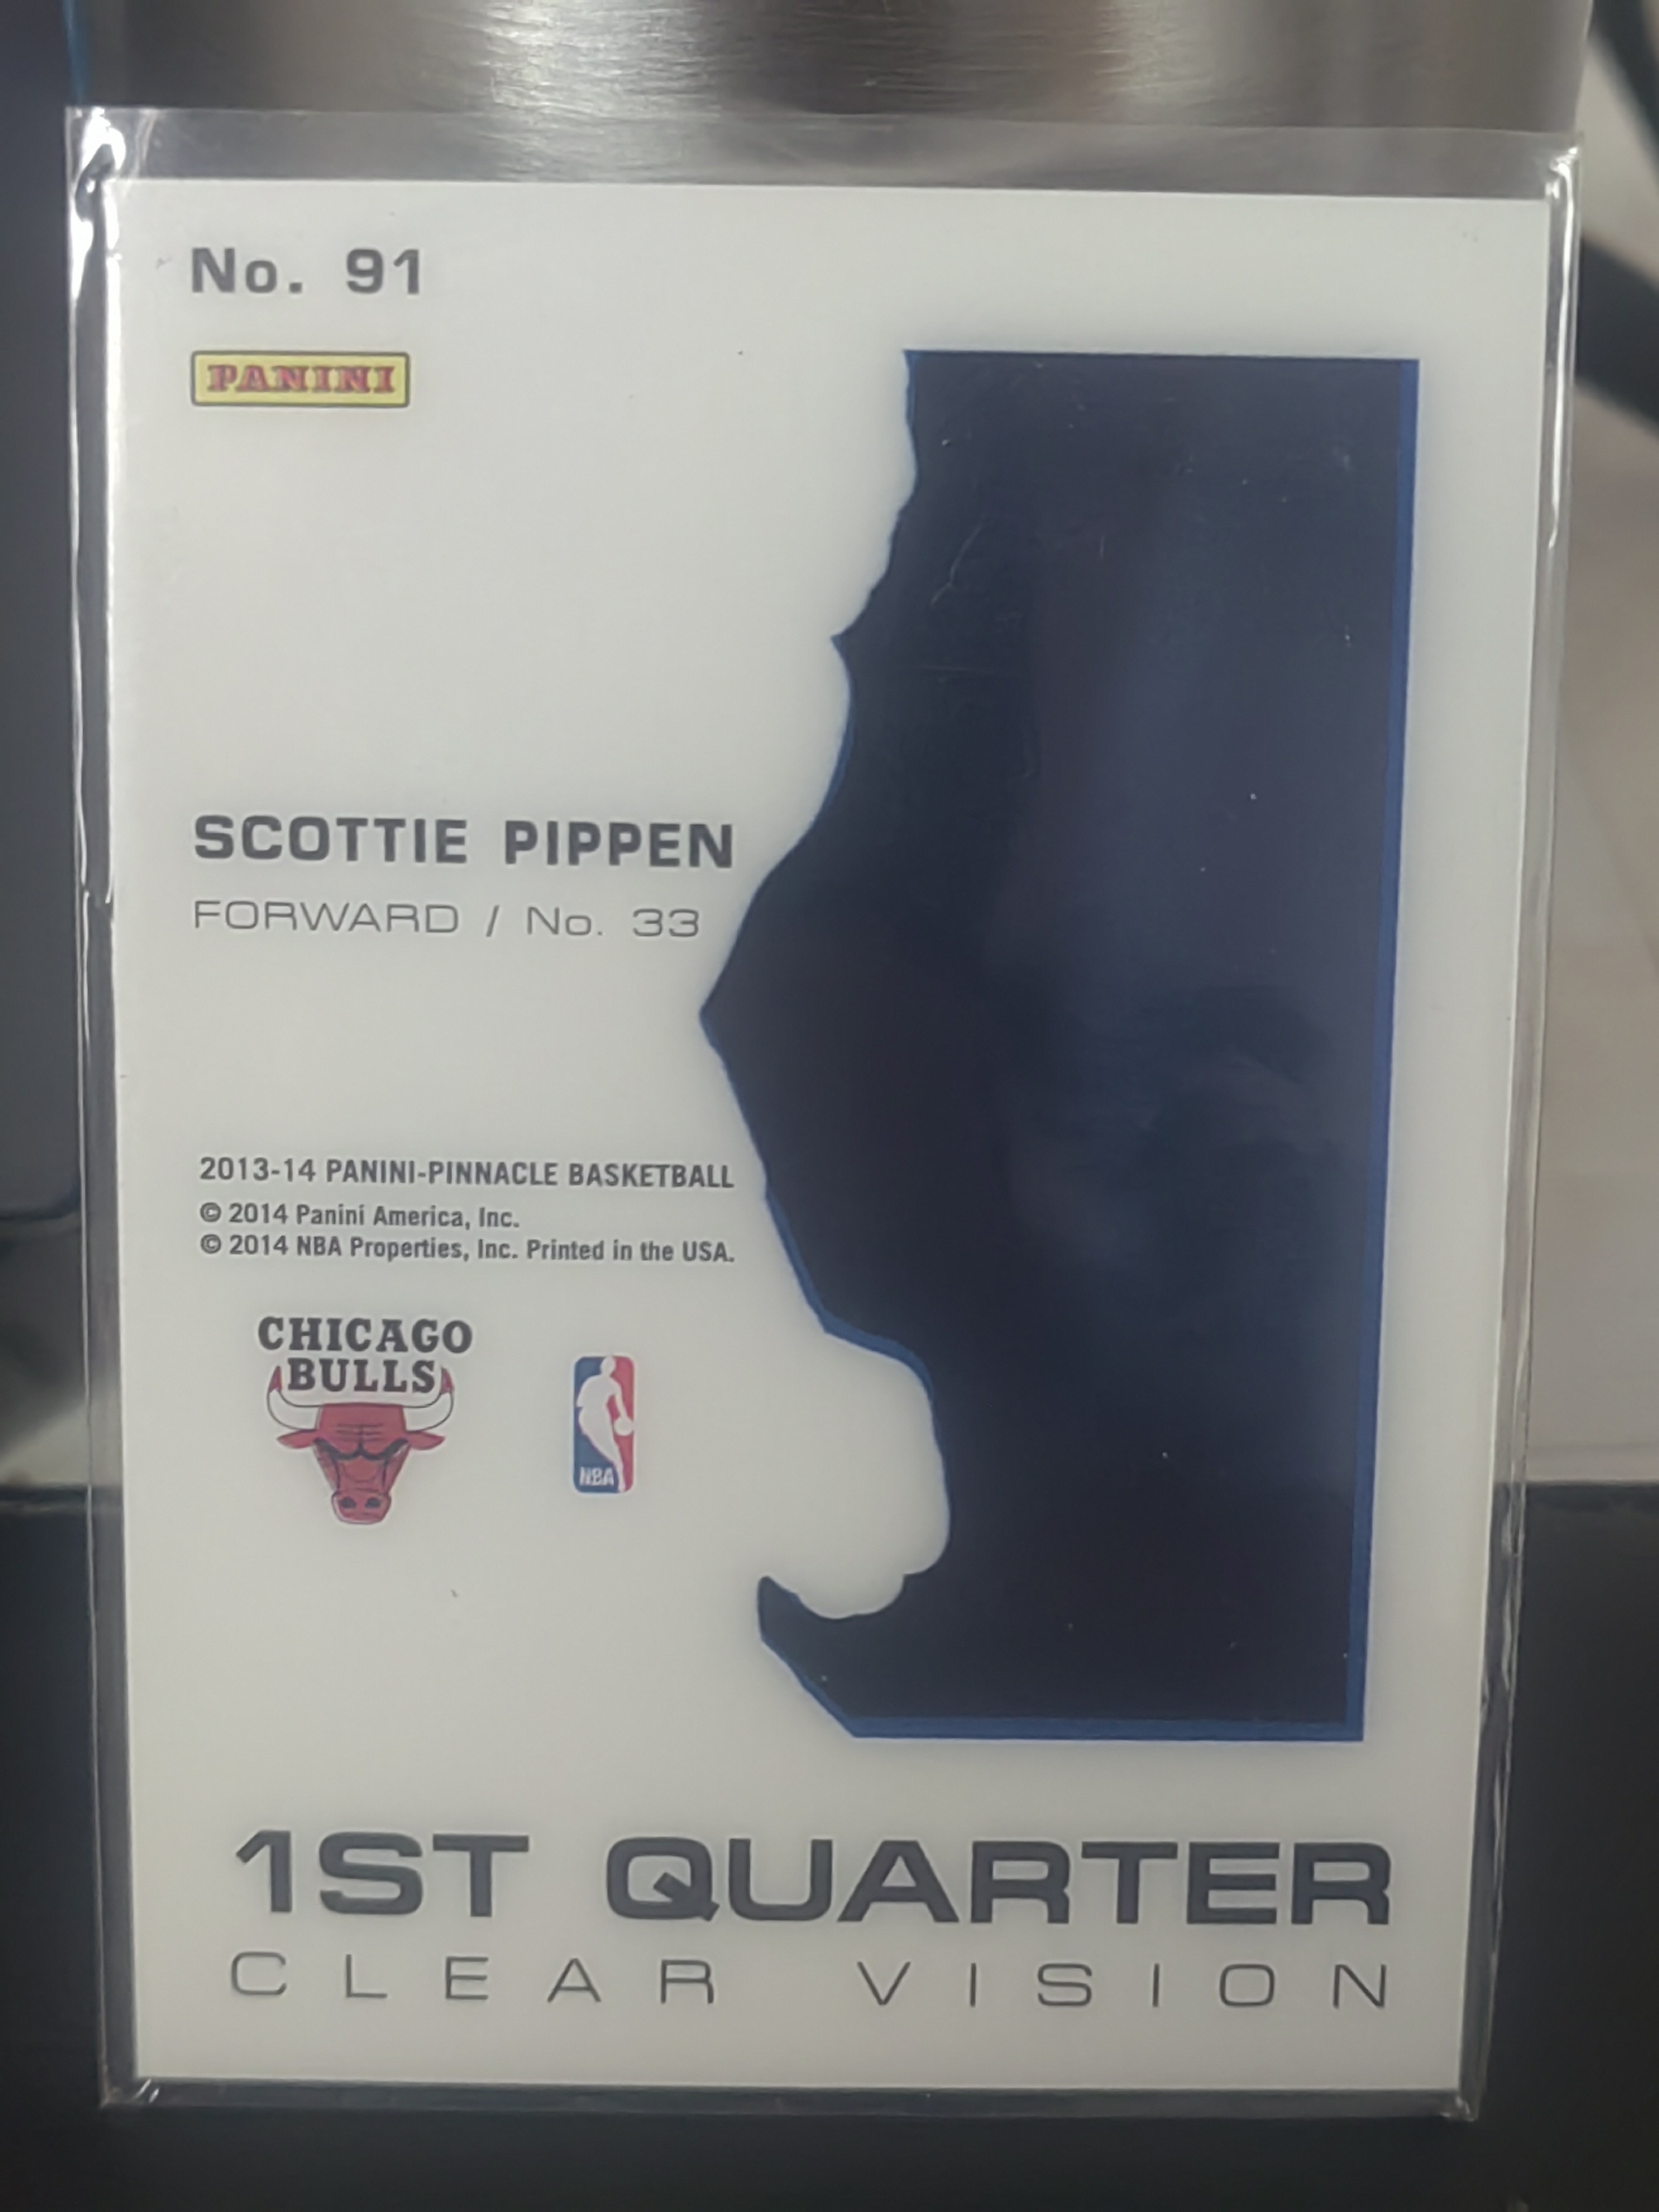 No. 91
PANINI
SCOTTIE PIPPEN
FORWARD / No. 33
2013-14 PANINI-PINNACLE BASKETBALL
© 2014 Panini America, Inc.
© 2014 NBA Properties, Inc. Printed in the USA.
CHICAGO
BULLS
NBA
1ST QUARTER
CLEAR VISION